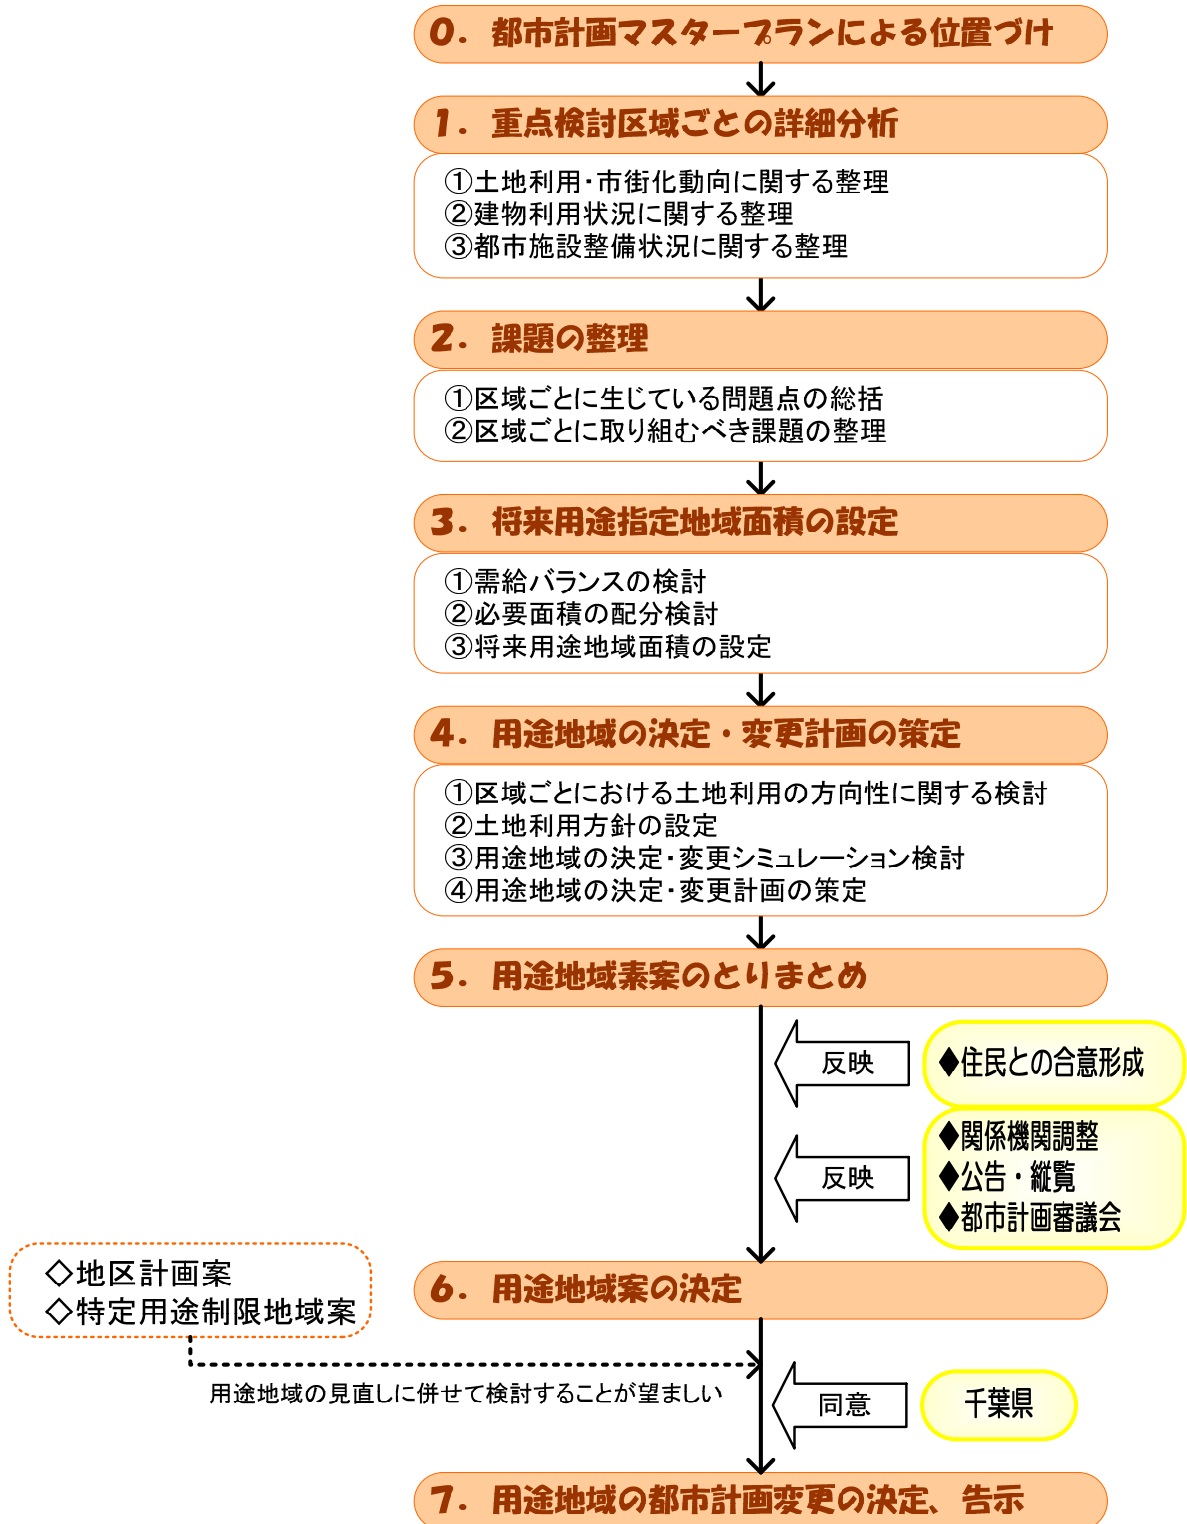 0. 都市計画マスタープランによる位置づけ
1. 重点検討区域ごとの詳細分析
①土地利用・市街化動向に関する整理
②建物利用状況に関する整理
③都市施設整備状況に関する整理
2. 課題の整理
①区域ごとに生じている問題点の総括
②区域ごとに取り組むべき課題の整理
3. 将来用途指定地域面積の設定
①需給バランスの検討
②必要面積の配分検討
③将来用途地域面積の設定
4. 用途地域の決定・変更計画の策定
①区域ごとにおける土地利用の方向性に関する検討
②土地利用方針の設定
③用途地域の決定・変更シミュレーション検討
④用途地域の決定・変更計画の策定
5. 用途地域素案のとりまとめ
反映
◆住民との合意形成
反映
◆関係機関調整
◆公告・縦覧
◆都市計画審議会
◇地区計画案
◇特定用途制限地域案
6. 用途地域案の決定
用途地域の見直しに併せて検討することが望ましい
同意
千葉県
7. 用途地域の都市計画変更の決定、告示